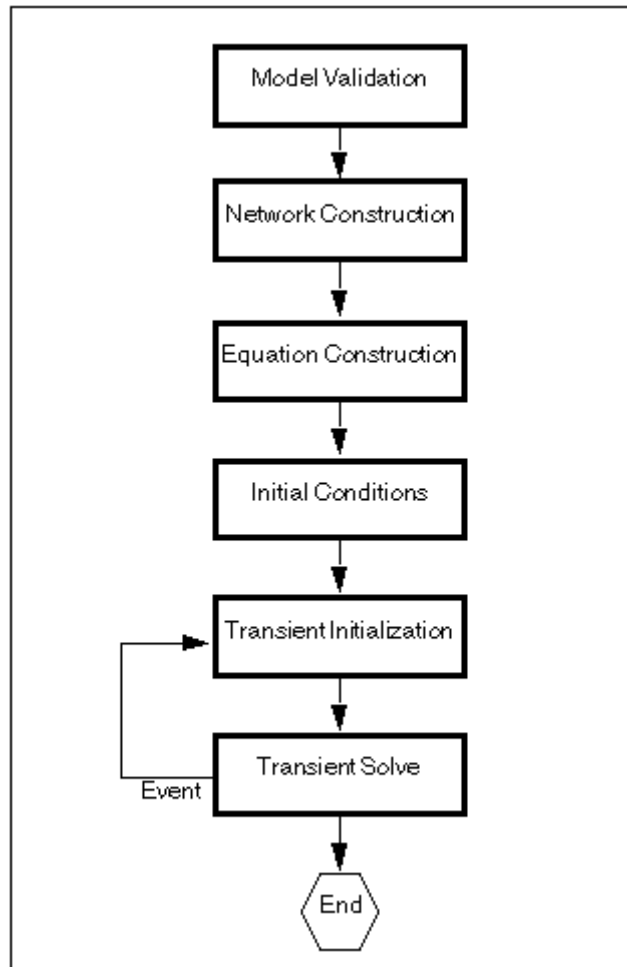 Model Validation
Network Construction
Equation Construction
Initial Conditions
Transient Initialization
Transient Solve
Event
End